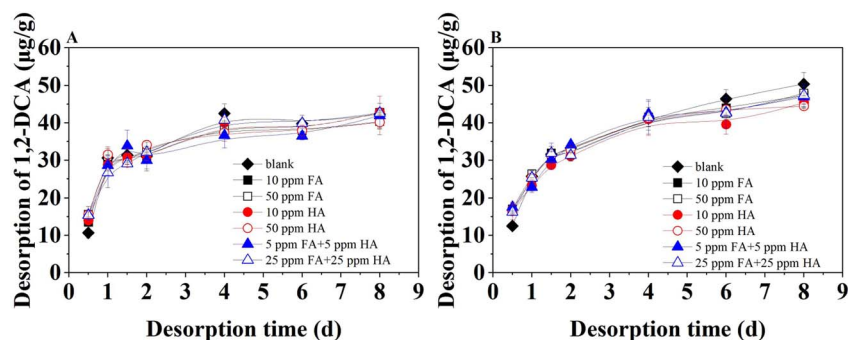 A
Desorption of 1,2-DCA (μg/g)
60
50
40
30
20
10
0
0 1 2 3 4 5 6 7 8 9
Desorption time (d)
blank
10 ppm FA
50 ppm FA
10 ppm HA
50 ppm HA
5 ppm FA+5 ppm HA
25 ppm FA+25 ppm HA
B
Desorption of 1,2-DCA (μg/g)
60
50
40
30
20
10
0
0 1 2 3 4 5 6 7 8 9
Desorption time (d)
blank
10 ppm FA
50 ppm FA
10 ppm HA
50 ppm HA
5 ppm FA+5 ppm HA
25 ppm FA+25 ppm HA